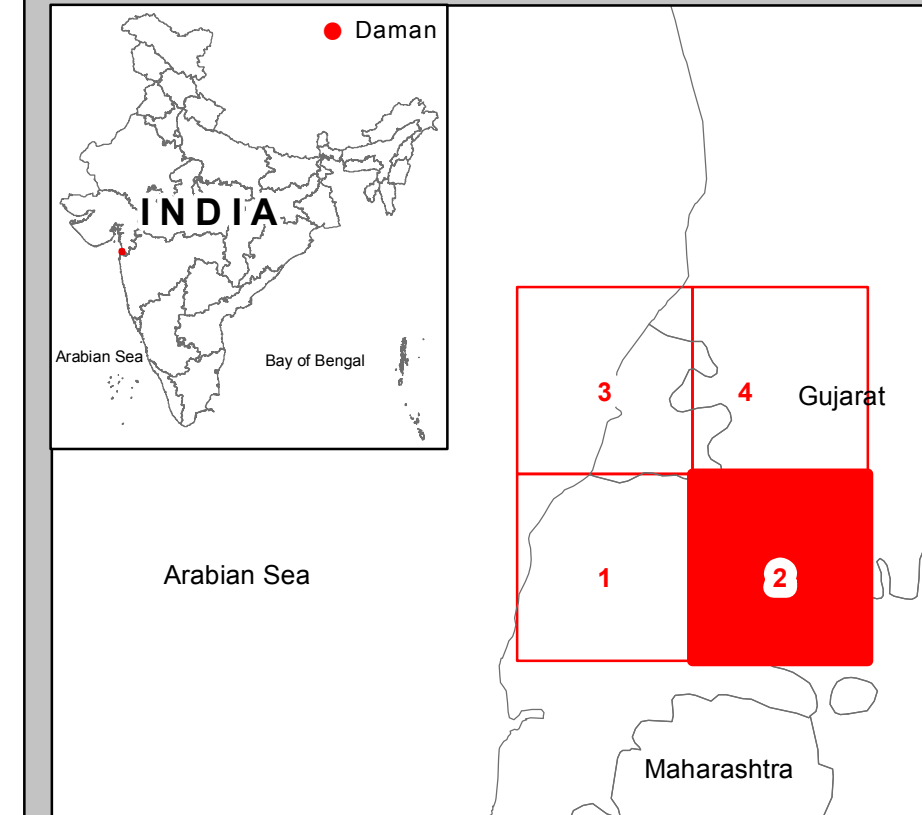 Daman
INDIA
Arabian Sea
Bay of Bengal
3
4
Gujarat
Arabian Sea
1
2
Maharashtra